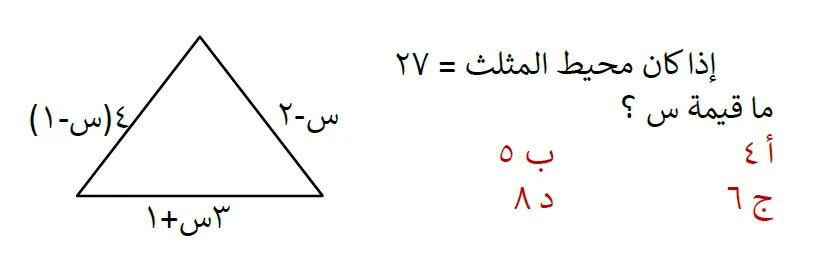 إذا كان محيط المثلث = ٢٧
ما قيمة س ؟
أ ٤
ب ٥
ج ٦
د ٨
٤(س-١)
س-٢
٣س+١